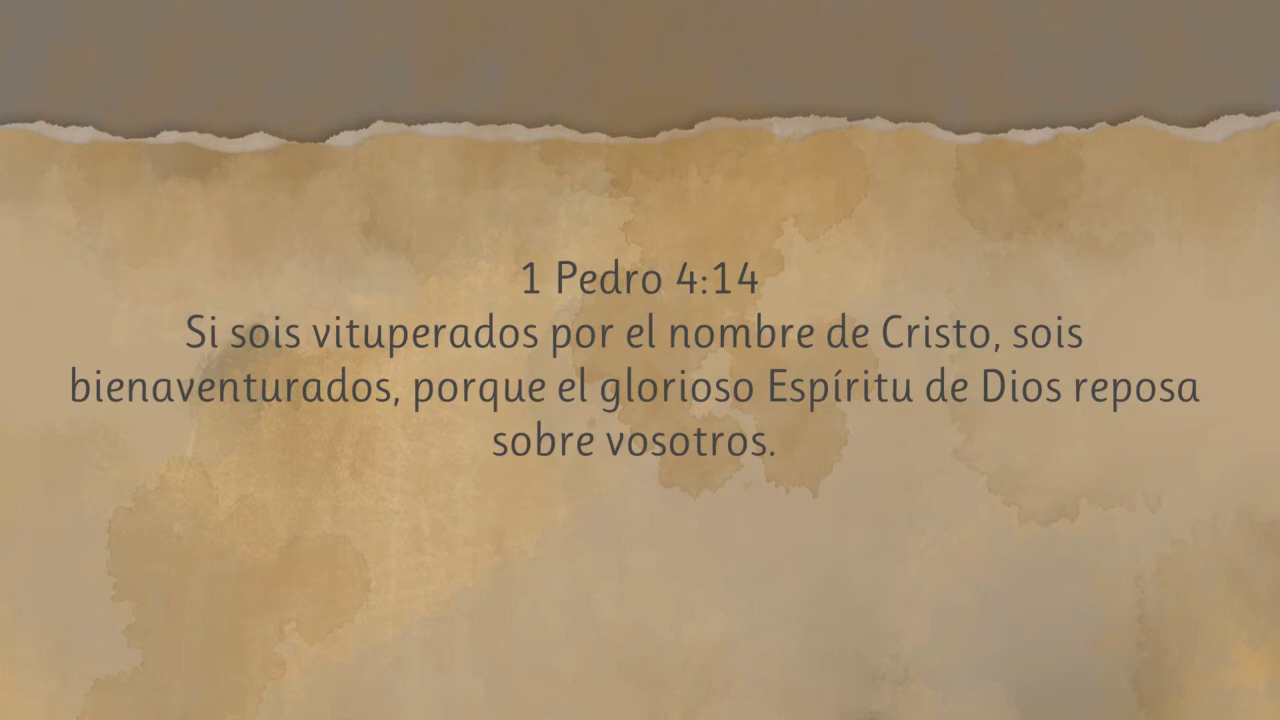 1 Pedro 4:14
Si sois vituperados por el nombre de Cristo, sois
bienaventurados, porque el glorioso Espíritu de Dios reposa
sobre vosotros.